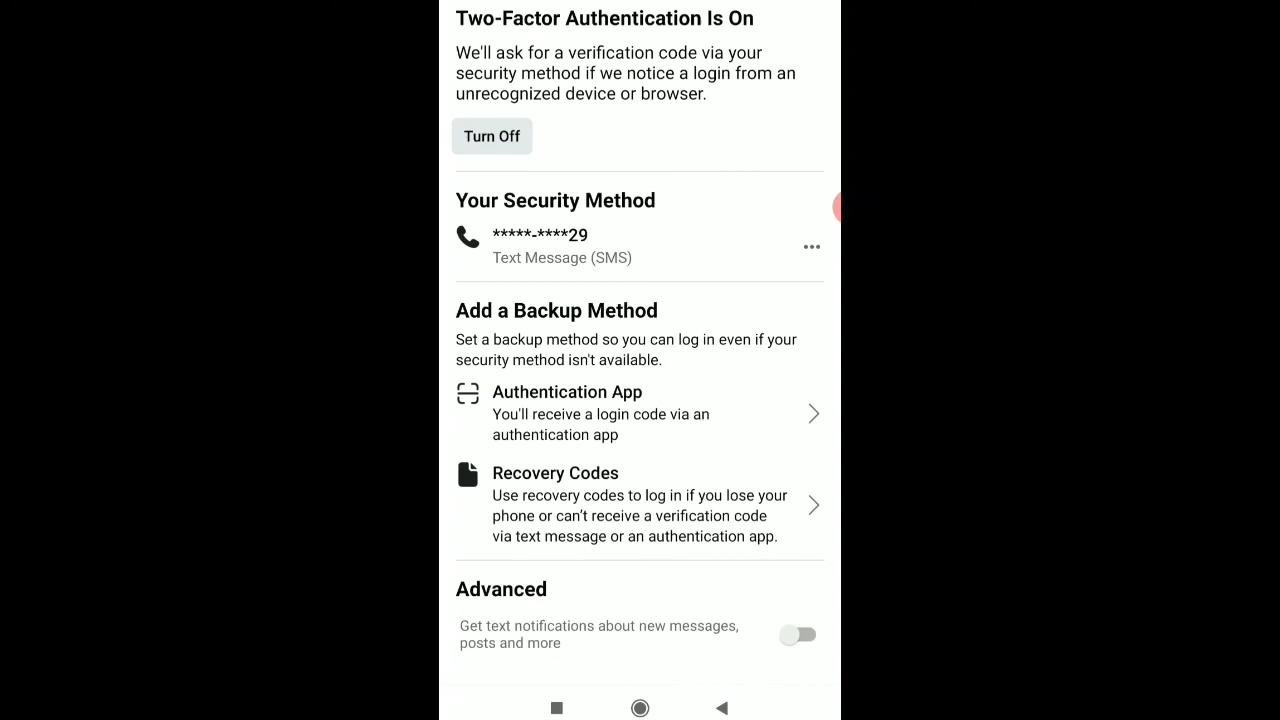 Two-Factor Authentication Is On
We'll ask for a verification code via your
security method if we notice a login from an
unrecognized device or browser.
Turn Off
Your Security Method
*****-****29
Text Message (SMS)
Add a Backup Method
Set a backup method so you can log in even if your
security method isn't available.
Authentication App
You'll receive a login code via an
authentication app
Recovery Codes
Use recovery codes to log in if you lose your
phone or can’t receive a verification code
via text message or an authentication app.
Advanced
Get text notifications about new messages,
posts and more